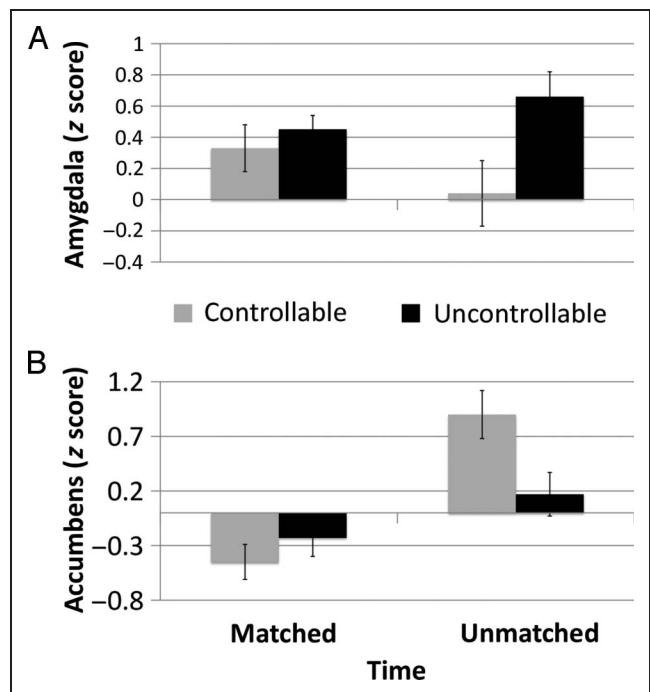 A
Amygdala (z score)
1
0.8
0.6
0.4
0.2
0
−0.2
−0.4
Controllable Uncontrollable
B
Accumbens (z score)
1.2
0.7
0.2
−0.3
−0.8
Matched Unmatched
Time